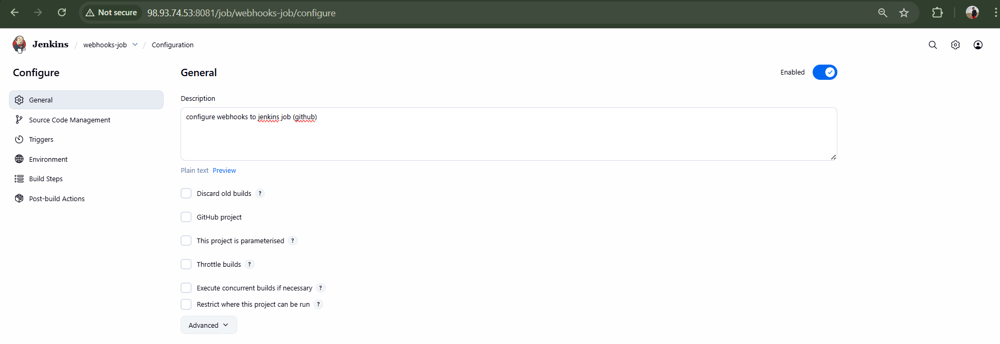 Not secure 98.93.74.53:8081/job/webhooks-job/configure
Jenkins / webhooks-job / Configuration
Configure
General
Source Code Management
Triggers
Environment
Build Steps
Post-build Actions
General
Enabled
Description
configure webhooks to jenkins job (github)
Plain text Preview
Discard old builds ?
GitHub project
This project is parameterised ?
Throttle builds ?
Execute concurrent builds if necessary ?
Restrict where this project can be run ?
Advanced